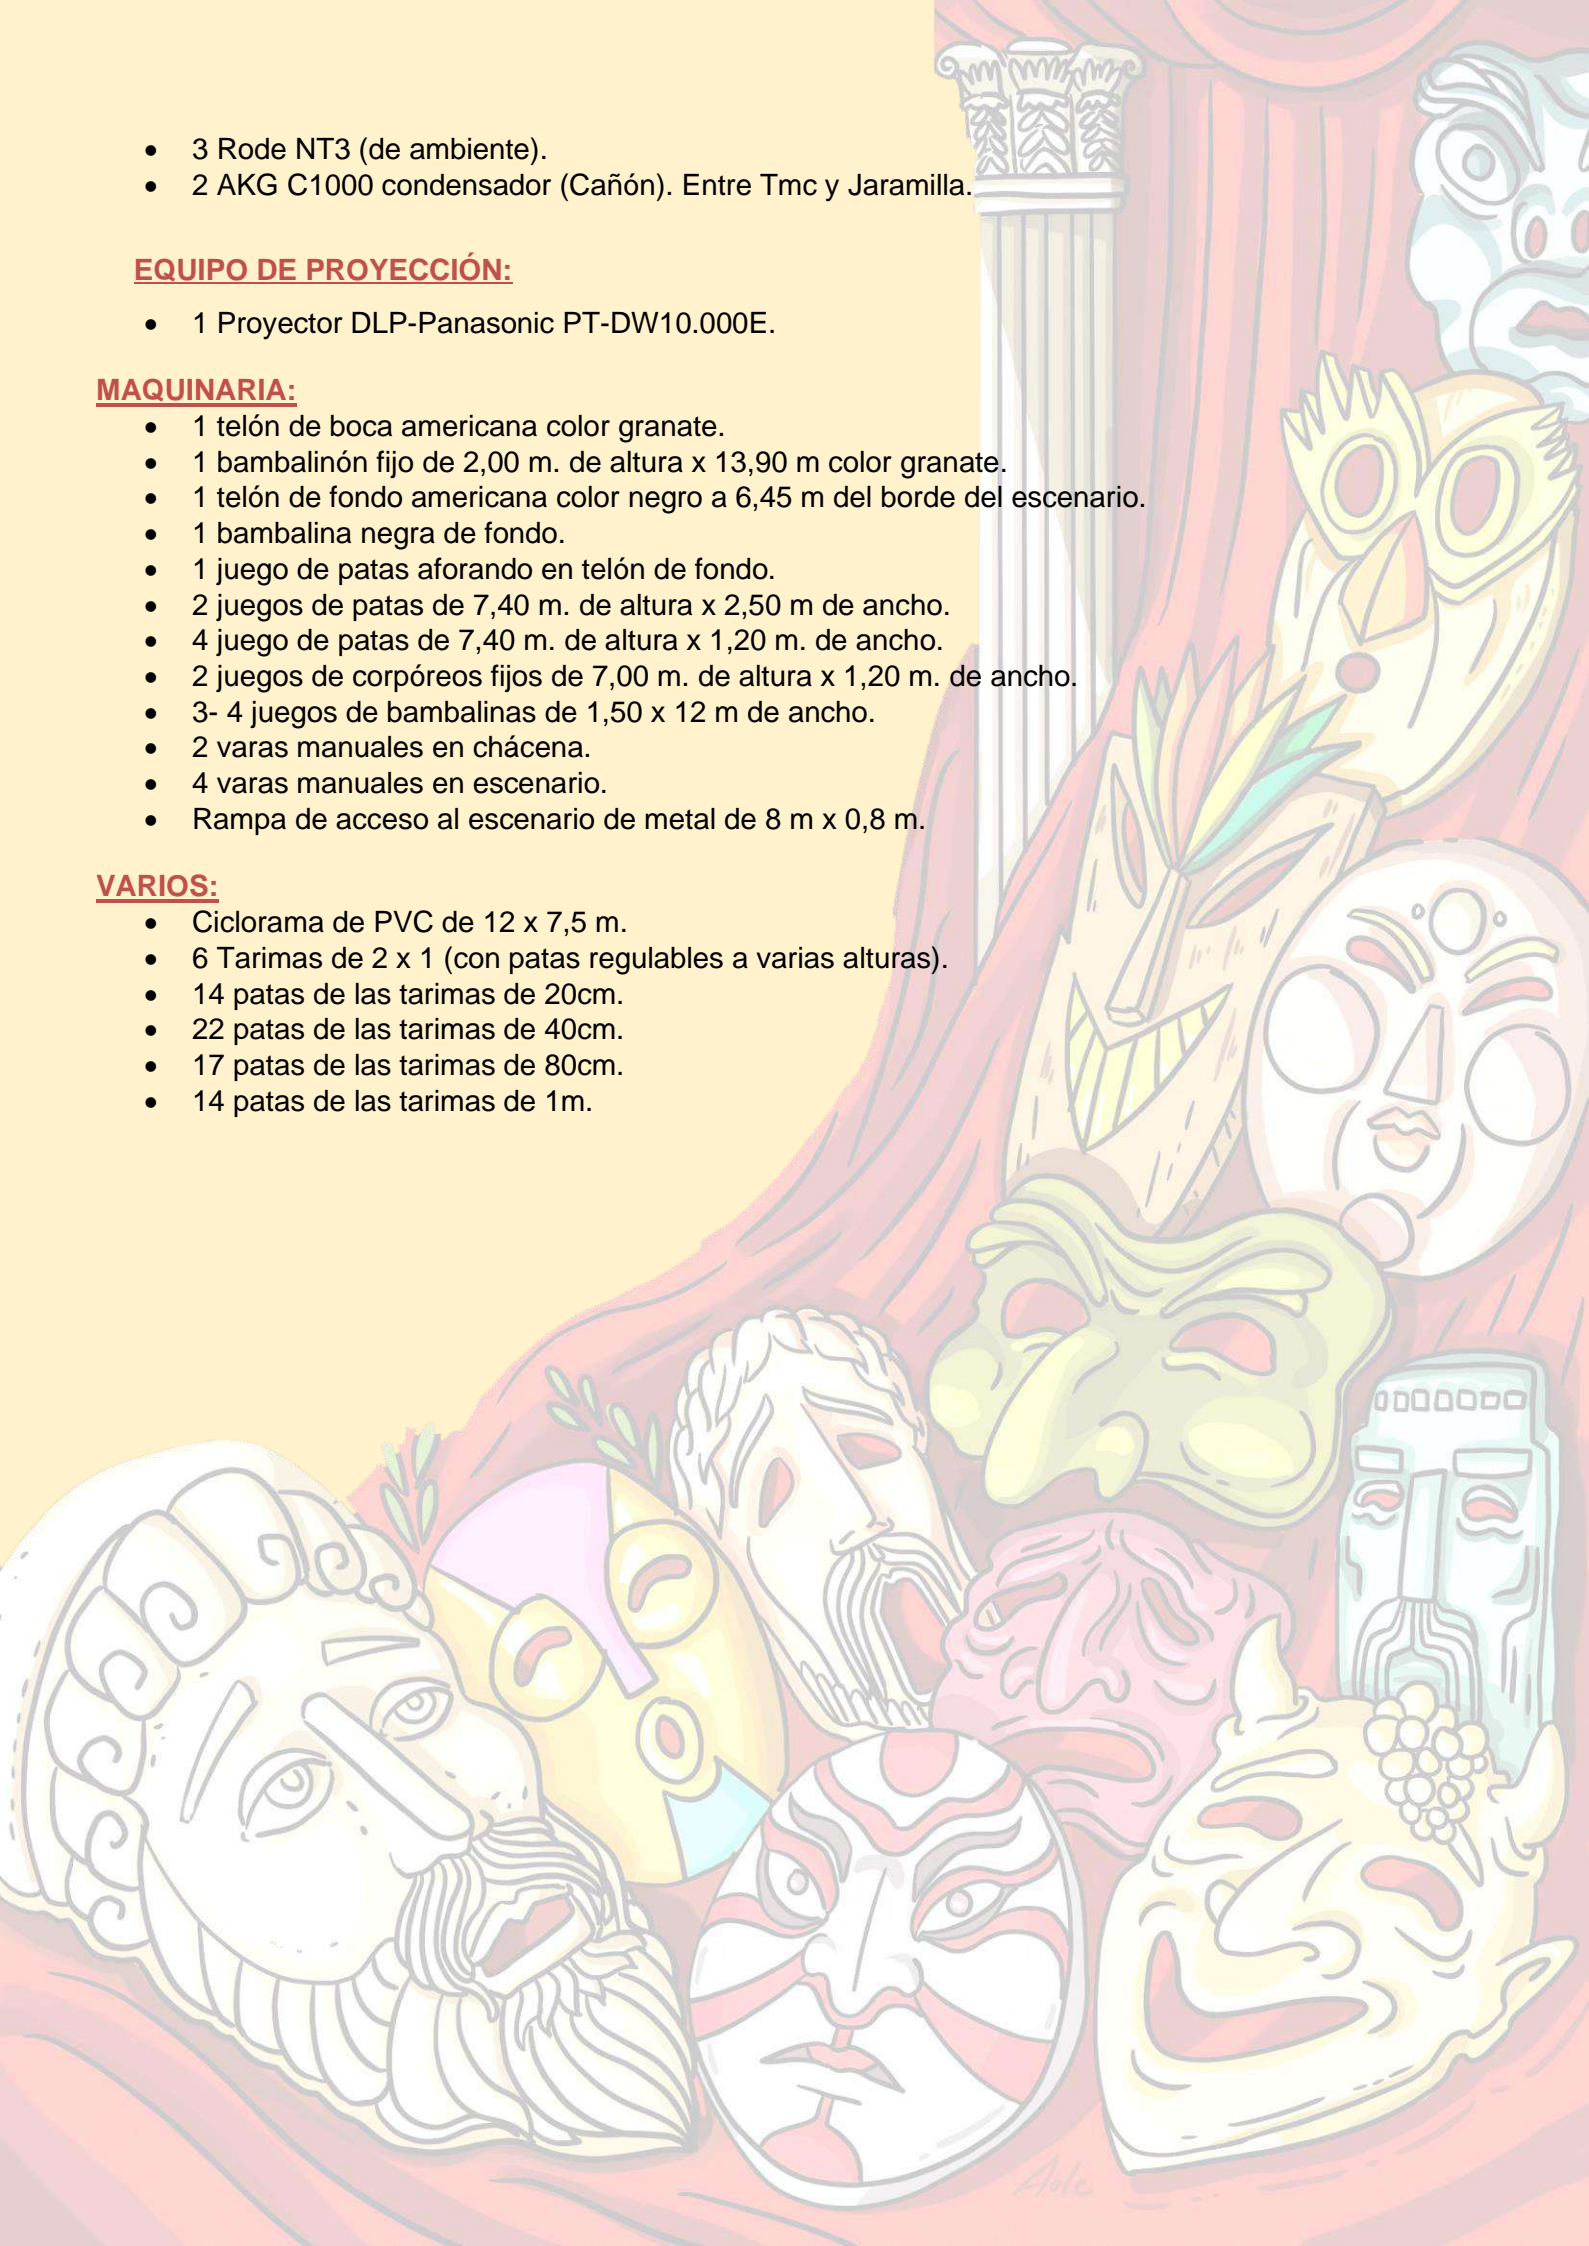 • 3 Rode NT3 (de ambiente).
• 2 AKG C1000 condensador (Cañón). Entre Tmc y Jaramilla.
EQUIPO DE PROYECCIÓN:
• 1 Proyector DLP-Panasonic PT-DW10.000E.
MAQUINARIA:
• 1 telón de boca americana color granate.
• 1 bambalinón fijo de 2,00 m. de altura x 13,90 m color granate.
• 1 telón de fondo americana color negro a 6,45 m del borde del escenario.
• 1 bambalina negra de fondo.
• 1 juego de patas aforando en telón de fondo.
• 2 juegos de patas de 7,40 m. de altura x 2,50 m de ancho.
• 4 juego de patas de 7,40 m. de altura x 1,20 m. de ancho.
• 2 juegos de corpóreos fijos de 7,00 m. de altura x 1,20 m. de ancho.
• 3- 4 juegos de bambalinas de 1,50 x 12 m de ancho.
• 2 varas manuales en chácena.
• 4 varas manuales en escenario.
• Rampa de acceso al escenario de metal de 8 m x 0,8 m.
VARIOS:
• Ciclorama de PVC de 12 x 7,5 m.
• 6 Tarimas de 2 x 1 (con patas regulables a varias alturas).
• 14 patas de las tarimas de 20cm.
• 22 patas de las tarimas de 40cm.
• 17 patas de las tarimas de 80cm.
• 14 patas de las tarimas de 1m.